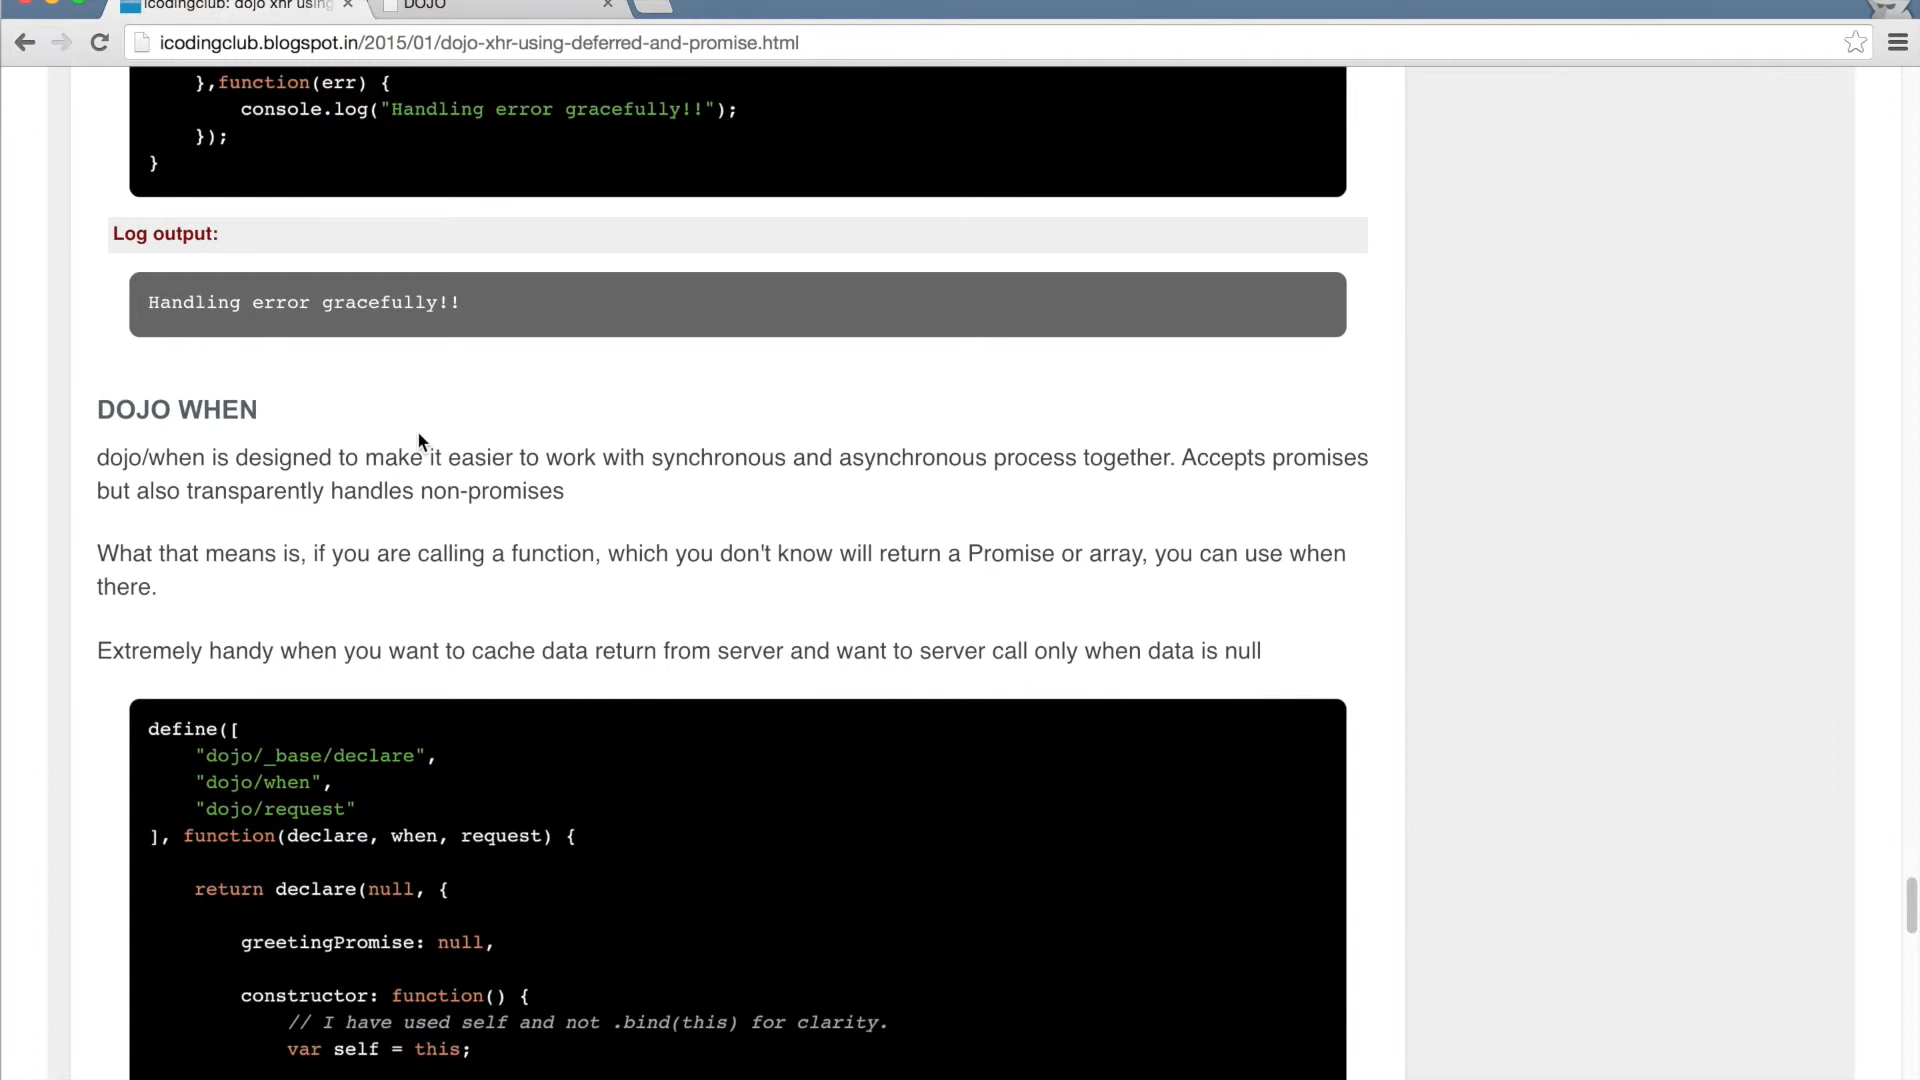 icodingclub: dojo xhr using
DOJO
icodingclub.blogspot.in/2015/01/dojo-xhr-using-deferred-and-promise.html
},function(err) {
console.log("Handling error gracefully!!");
});
}
Log output:
Handling error gracefully!!
DOJO WHEN
dojo/when is designed to make it easier to work with synchronous and asynchronous process together. Accepts promises
but also transparently handles non-promises
What that means is, if you are calling a function, which you don't know will return a Promise or array, you can use when
there.
Extremely handy when you want to cache data return from server and want to server call only when data is null
define([
"dojo/_base/declare",
"dojo/when",
"dojo/request"
], function(declare, when, request) {
return declare(null, {
greetingPromise: null,
constructor: function() {
// I have used self and not .bind(this) for clarity.
var self = this;